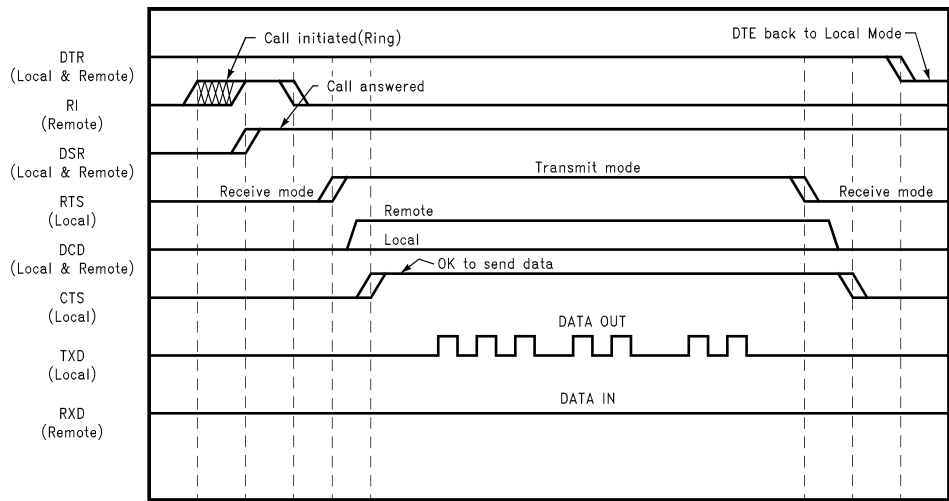 Call initiated(Ring)
DTE back to Local Mode
DTR
(Local & Remote)
Call answered
RI
(Remote)
DSR
(Local & Remote)
Transmit mode
Receive mode
Receive mode
RTS
(Local)
Remote
Local
DCD
(Local & Remote)
OK to send data
CTS
(Local)
DATA OUT
TXD
(Local)
DATA IN
RXD
(Remote)